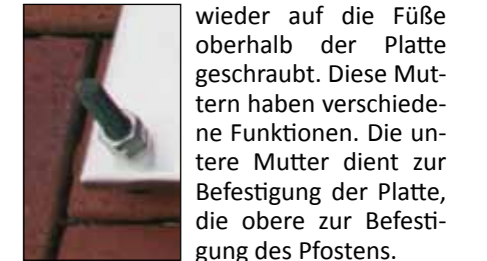 wieder auf die Füße
oberhalb der Platte
geschraubt. Diese Mut-
tern haben verschiede-
ne Funktionen. Die un-
tere Mutter dient zur
Befestigung der Platte,
die obere zur Befesti-
gung des Pfostens.